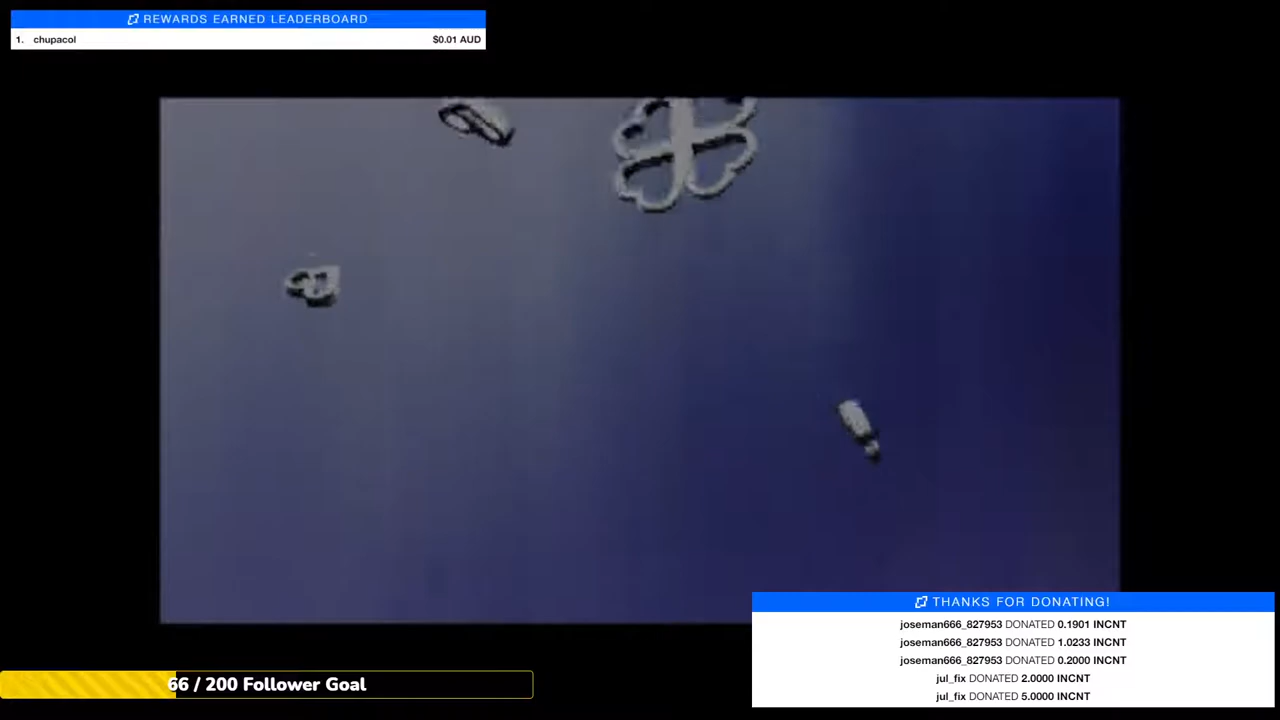 REWARDS EARNED LEADERBOARD
1. chupacol $0.01 AUD
THANKS FOR DONATING!
joseman666_827953 DONATED 0.1901 INCNT
joseman666_827953 DONATED 1.0233 INCNT
joseman666_827953 DONATED 0.2000 INCNT
jul_fix DONATED 2.0000 INCNT
jul_fix DONATED 5.0000 INCNT
66 / 200 Follower Goal